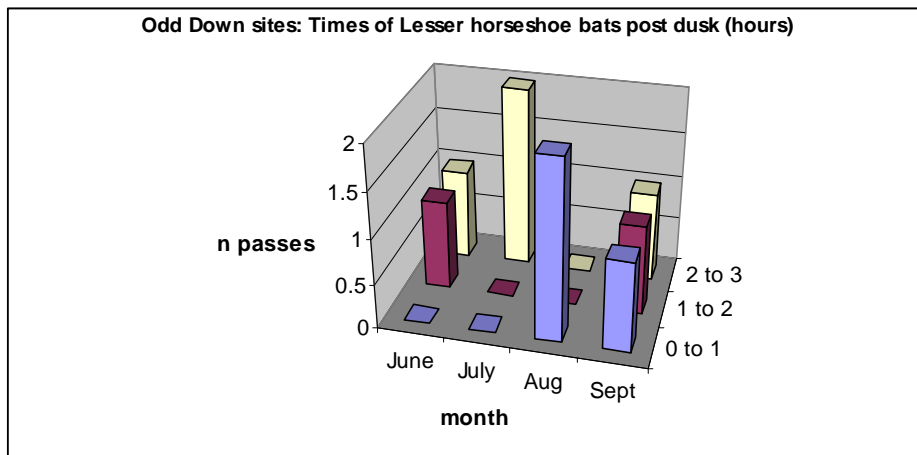 Odd Down sites: Times of Lesser horseshoe bats post dusk (hours)
2
1.5
1
0.5
0
n passes
June
July
Aug
Sept
month
2 to 3
1 to 2
0 to 1